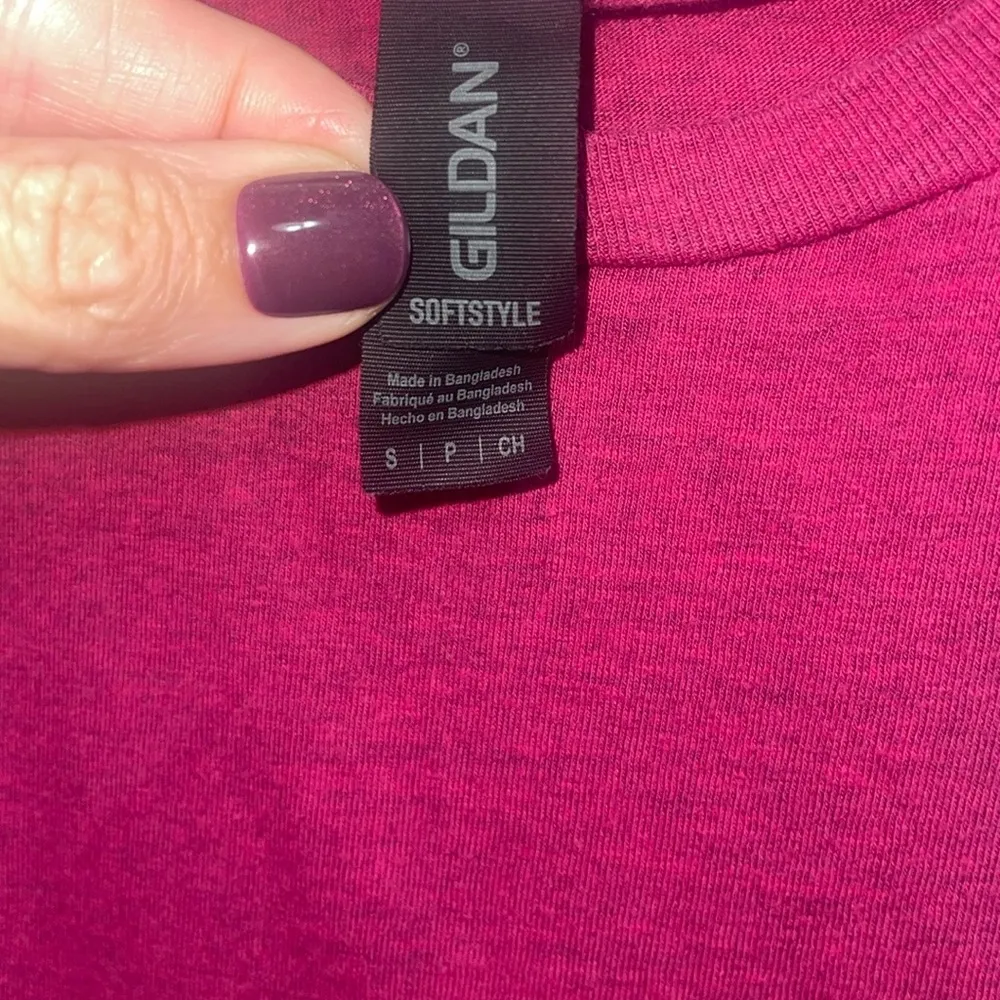 GILDAN®
SOFTSTYLE
Made in Bangladesh
Fabriqué au Bangladesh
Hecho en Bangladesh
S | P | CH